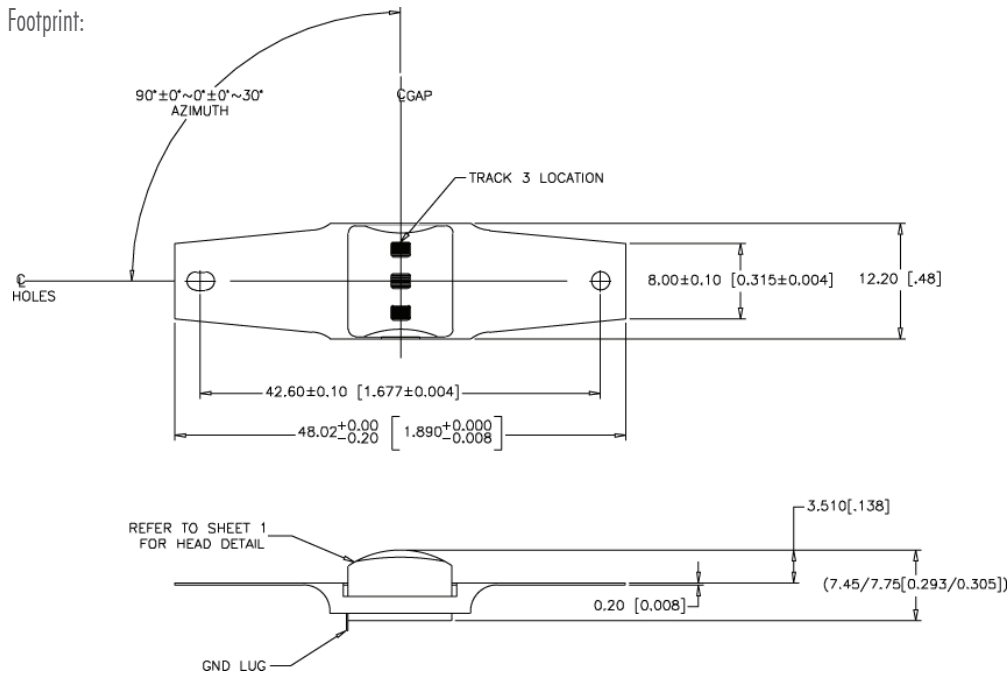 Footprint:
90°±0°~0°±0°~30°
AZIMUTH
℄GAP
TRACK 3 LOCATION
℄
HOLES
8.00±0.10 [0.315±0.004]
12.20 [.48]
42.60±0.10 [1.677±0.004]
48.02+0.00 -0.20 [1.890+0.000 -0.008]
3.510[.138]
REFER TO SHEET 1
FOR HEAD DETAIL
(7.45/7.75[0.293/0.305])
0.20 [0.008]
GND LUG